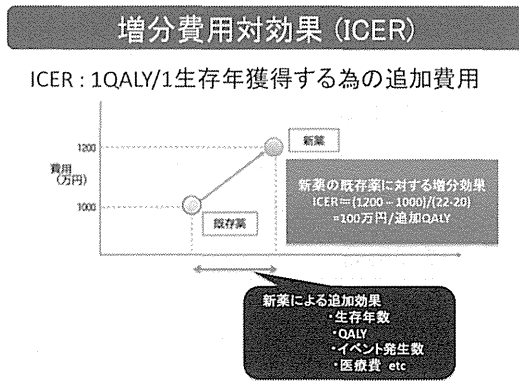 増分費用対効果 (ICER)
ICER : 1QALY/1生存年獲得する為の追加費用
1200
新薬
費用
(万円)
新薬の既存薬に対する増分効果
ICER=(1200 – 1000)/(22-20)
=100万円/追加QALY
1000
既存薬
新薬による追加効果
・生存年数
・QALY
・イベント発生数
・医療費 etc